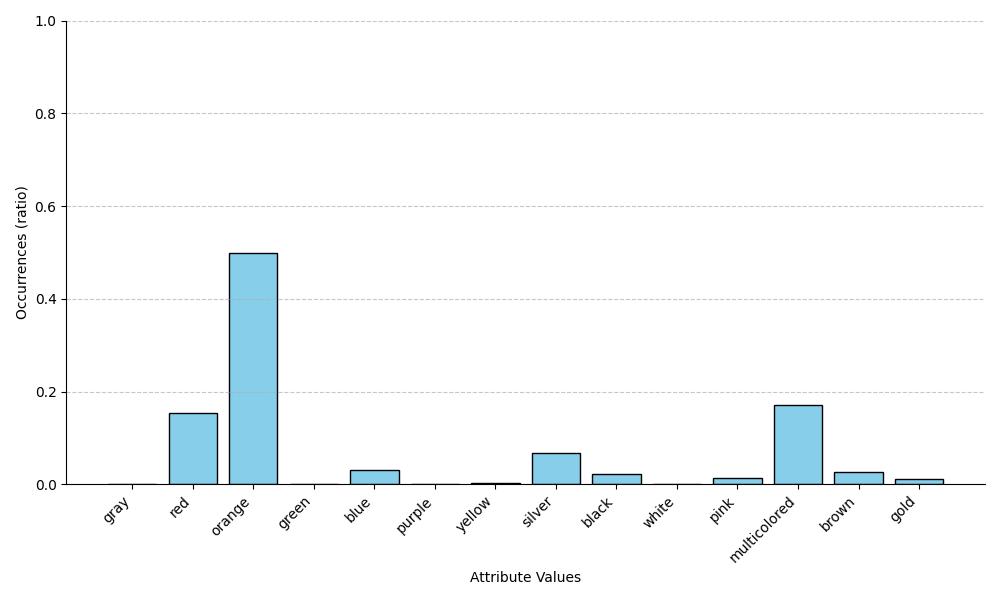 1.0
0.8
0.6
0.4
0.2
0.0
Occurrences (ratio)
gray
red
orange
green
blue
purple
yellow
silver
black
white
pink
multicolored
brown
gold
Attribute Values